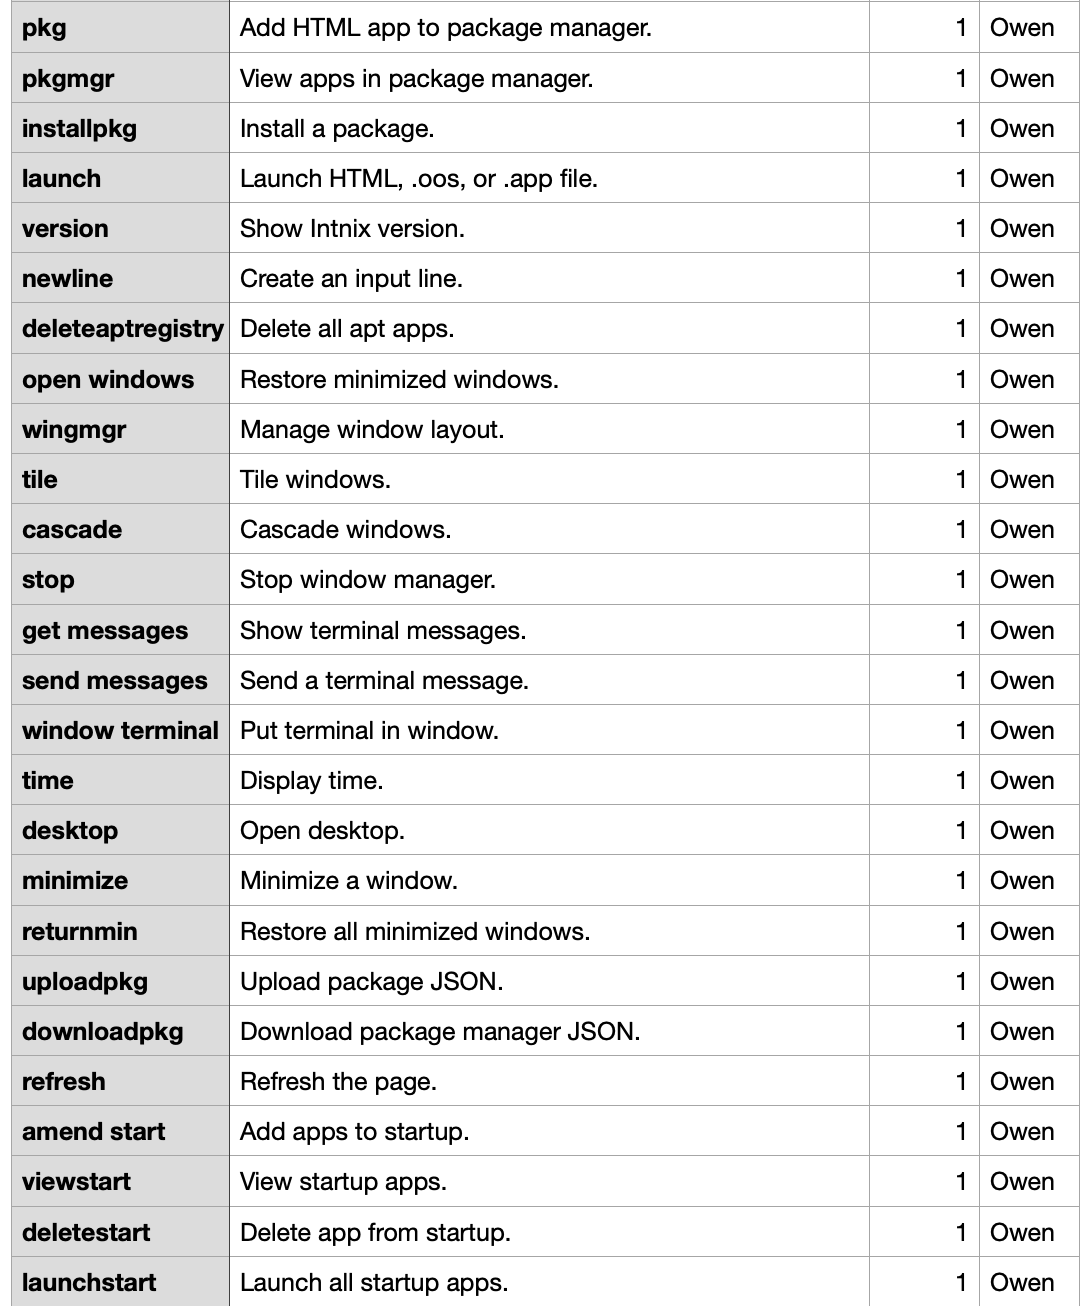 pkg Add HTML app to package manager. 1 Owen
pkgmgr View apps in package manager. 1 Owen
installpkg Install a package. 1 Owen
launch Launch HTML, .oos, or .app file. 1 Owen
version Show Intnix version. 1 Owen
newline Create an input line. 1 Owen
deleteaptregistry Delete all apt apps. 1 Owen
open windows Restore minimized windows. 1 Owen
wingmgr Manage window layout. 1 Owen
tile Tile windows. 1 Owen
cascade Cascade windows. 1 Owen
stop Stop window manager. 1 Owen
get messages Show terminal messages. 1 Owen
send messages Send a terminal message. 1 Owen
window terminal Put terminal in window. 1 Owen
time Display time. 1 Owen
desktop Open desktop. 1 Owen
minimize Minimize a window. 1 Owen
returnmin Restore all minimized windows. 1 Owen
uploadpkg Upload package JSON. 1 Owen
downloadpkg Download package manager JSON. 1 Owen
refresh Refresh the page. 1 Owen
amend start Add apps to startup. 1 Owen
viewstart View startup apps. 1 Owen
deletestart Delete app from startup. 1 Owen
launchstart Launch all startup apps. 1 Owen